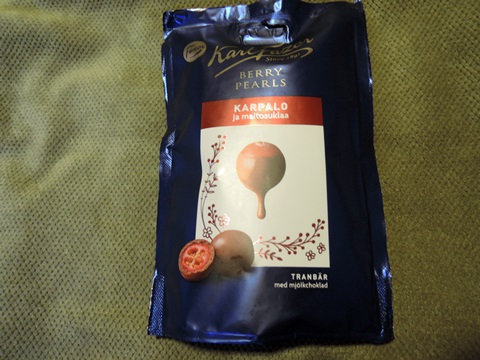 Karl Fazer
BERRY
PEARLS
KARPALO
ja maitosuklaa
TRANBÄR
med mjölkchoklad